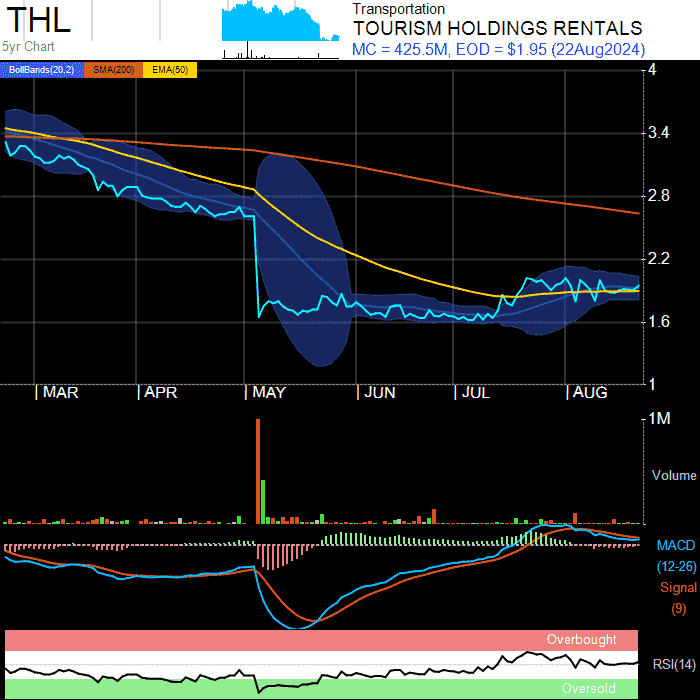 THL
5yr Chart
Transportation
TOURISM HOLDINGS RENTALS
MC = 425.5M, EOD = $1.95 (22Aug2024)
BollBands(20,2) SMA(200) EMA(50)
4
3.4
2.8
2.2
1.6
1
MAR APR MAY JUN JUL AUG
1M
Volume
MACD
(12-26)
Signal
(9)
Overbought
RSI(14)
Oversold